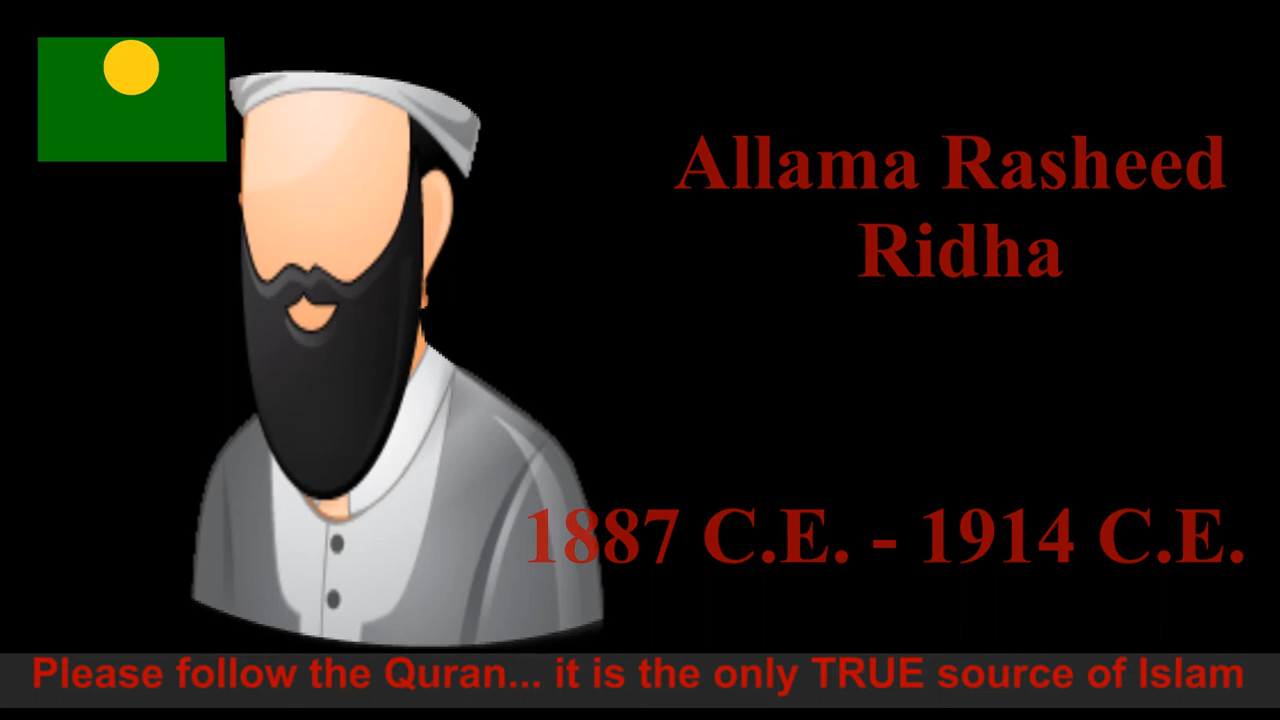 Allama Rasheed
Ridha
1887 C.E. - 1914 C.E.
Please follow the Quran... it is the only TRUE source of Islam